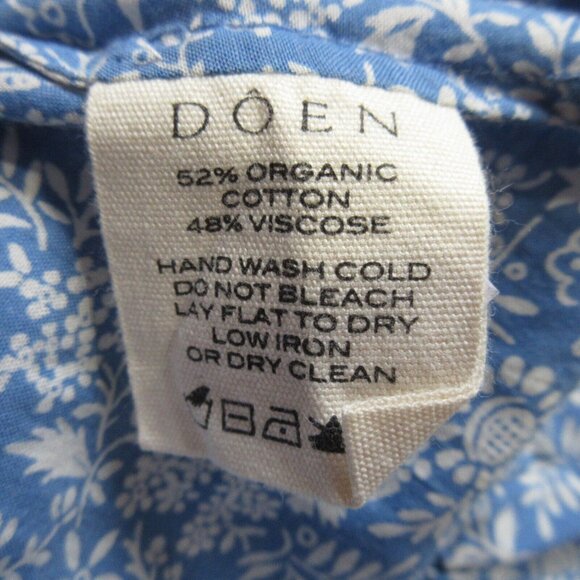 DÔEN
52% ORGANIC
COTTON
48% VISCOSE
HAND WASH COLD
DO NOT BLEACH
LAY FLAT TO DRY
LOW IRON
OR DRY CLEAN